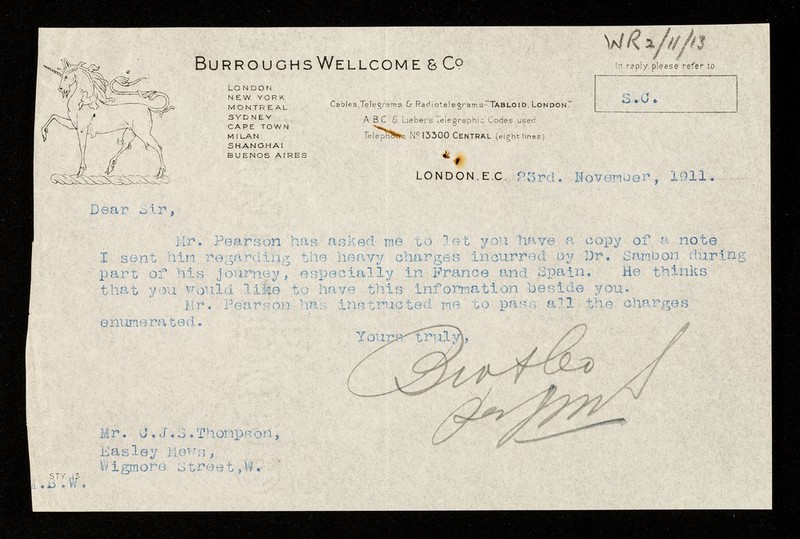 WR2/11/13
BURROUGHS WELLCOME & Co
In reply, please refer to
S.C.
LONDON
NEW YORK
MONTREAL
SYDNEY
CAPE TOWN
MILAN
SHANGHAI
BUENOS AIRES
Cables, Telegrams & Radiotelegrams-"TABLOID, LONDON."
A B C & Lieber's Telegraphic Codes used
Telephone No 13300 CENTRAL (eight lines)
LONDON. E.C. 23rd. November, 1911.
Dear Sir,
Mr. Pearson has asked me to let you have a copy of a note
I sent him regarding the heavy charges incurred by Dr. Sambon during
part of his journey, especially in France and Spain. He thinks
that you would like to have this information beside you.
Mr. Pearson has instructed me to pass all the charges
enumerated.
Yours truly,
Mr. C.J.S.Thompson,
Easley Mews,
Wigmore Street,W.
STY 13
.B.W.